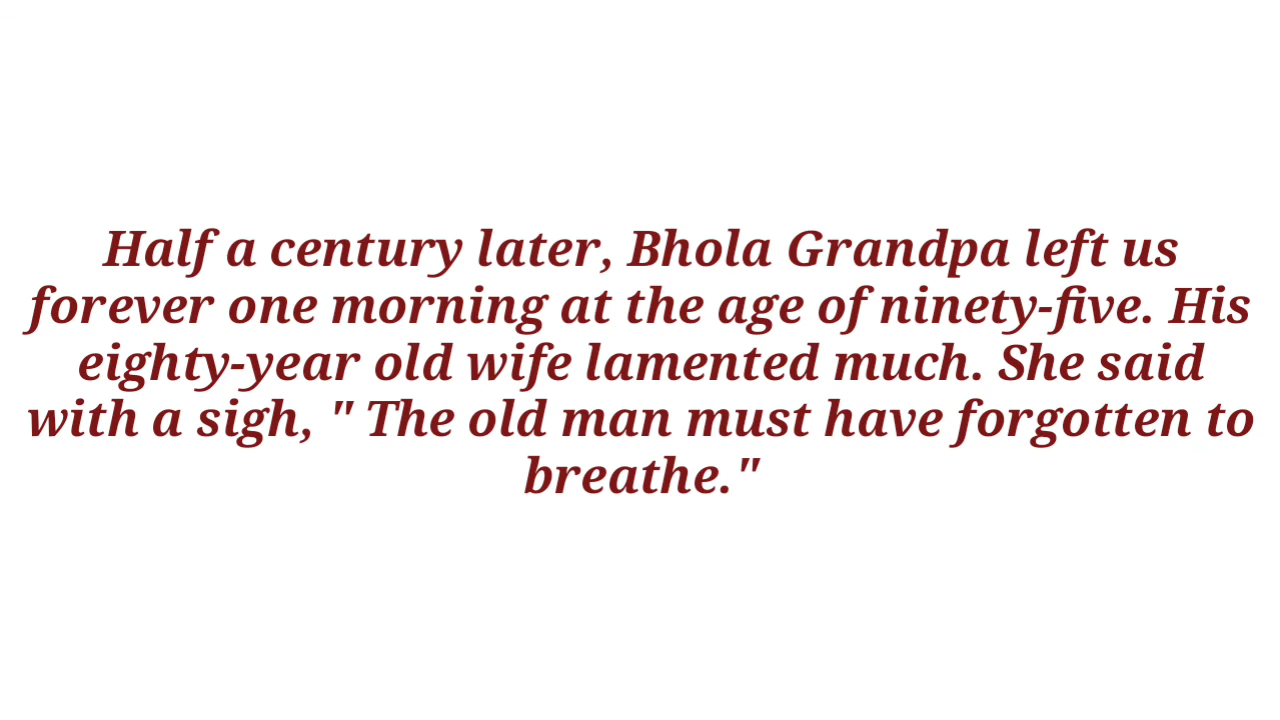 Half a century later, Bhola Grandpa left us
forever one morning at the age of ninety-five. His
eighty-year old wife lamented much. She said
with a sigh, " The old man must have forgotten to
breathe."